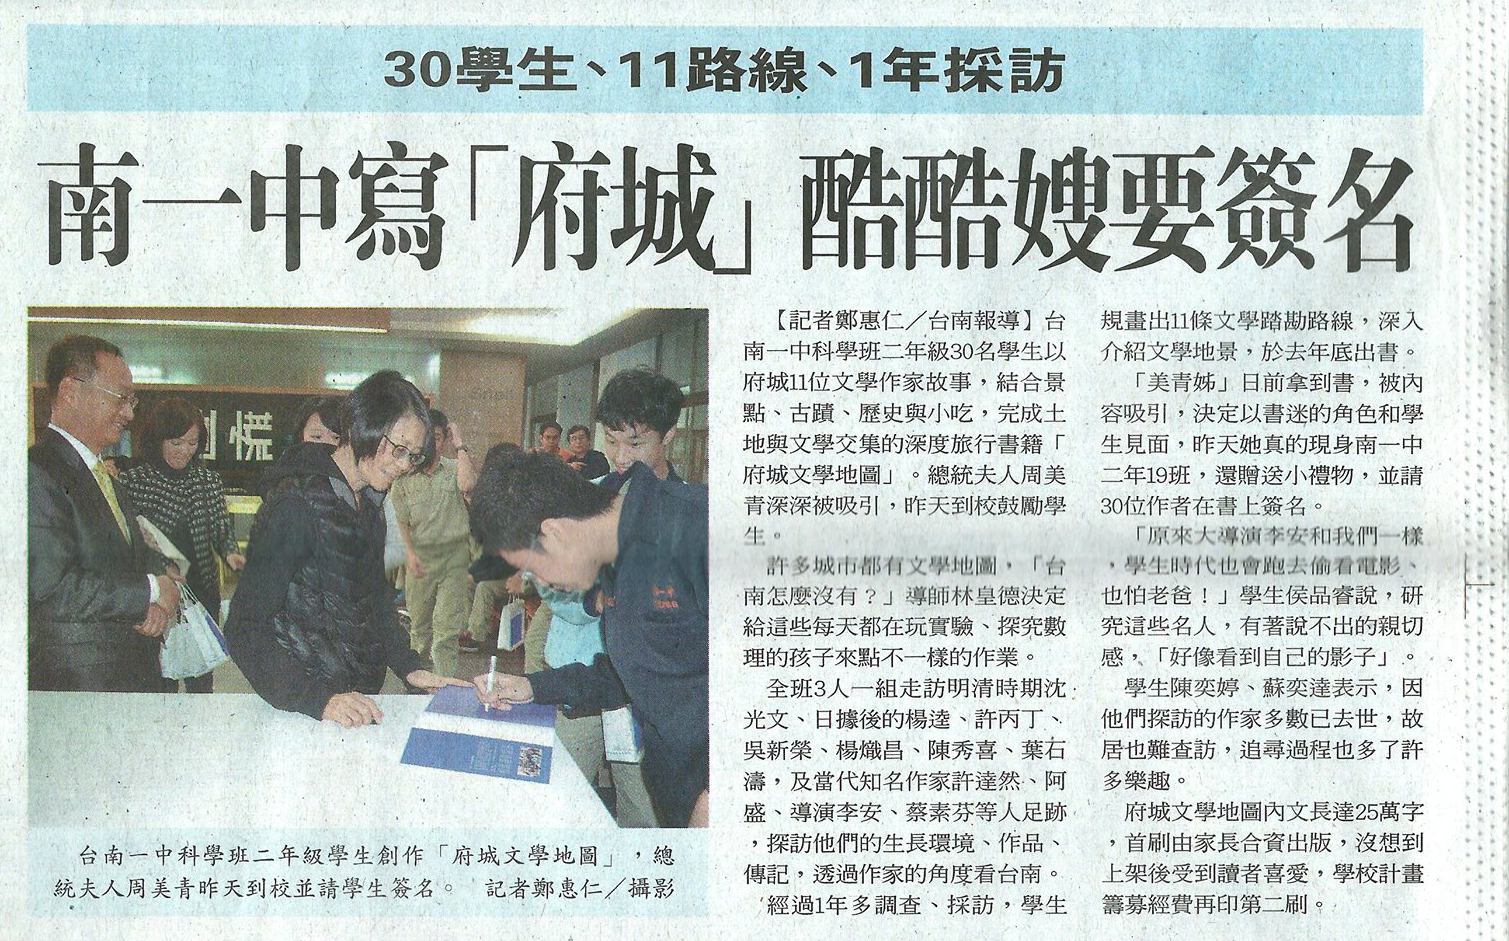 30學生、11路線、1年採訪
南一中寫「府城」酷酷嫂要簽名
【記者鄭惠仁／台南報導】台
南一中科學班二年級30名學生以
府城11位文學作家故事，結合景
點、古蹟、歷史與小吃，完成土
地與文學交集的深度旅行書籍「
府城文學地圖」。總統夫人周美
青深深被吸引，昨天到校鼓勵學
生。
許多城市都有文學地圖，「台
南怎麼沒有？」導師林皇德決定
給這些每天都在玩實驗、探究數
理的孩子來點不一樣的作業。
全班3人一組走訪明清時期沈
光文、日據後的楊逵、許丙丁、
吳新榮、楊熾昌、陳秀喜、葉石
濤，及當代知名作家許達然、阿
盛、導演李安、蔡素芬等人足跡
，探訪他們的生長環境、作品、
傳記，透過作家的角度看台南。
經過1年多調查、採訪，學生
規畫出11條文學踏勘路線，深入
介紹文學地景，於去年底出書。
「美青姊」日前拿到書，被內
容吸引，決定以書迷的角色和學
生見面，昨天她真的現身南一中
二年19班，還贈送小禮物，並請
30位作者在書上簽名。
「原來大導演李安和我們一樣
，學生時代也會跑去偷看電影、
也怕老爸！」學生侯品睿說，研
究這些名人，有著說不出的親切
感，「好像看到自己的影子」。
學生陳奕婷、蘇奕達表示，因
他們探訪的作家多數已去世，故
居也難查訪，追尋過程也多了許
多樂趣。
府城文學地圖內文長達25萬字
，首刷由家長合資出版，沒想到
上架後受到讀者喜愛，學校計畫
籌募經費再印第二刷。
台南一中科學班二年級學生創作「府城文學地圖」，總
統夫人周美青昨天到校並請學生簽名。 記者鄭惠仁／攝影